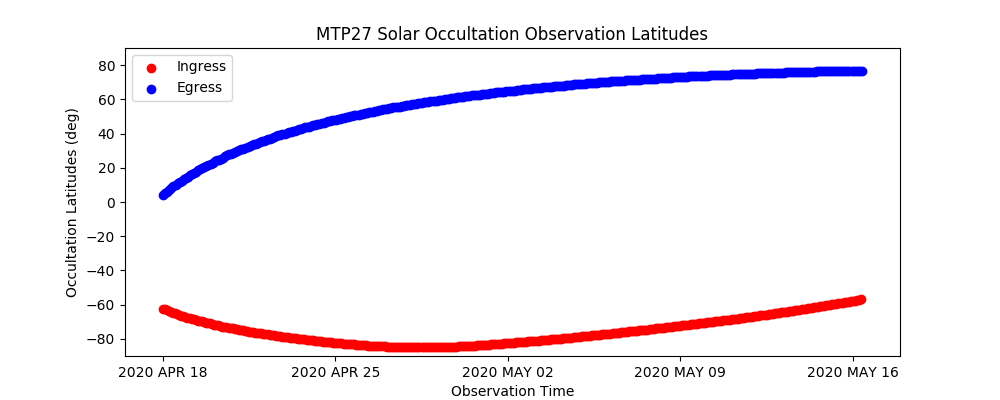 MTP27 Solar Occultation Observation Latitudes
Ingress
Egress
Occultation Latitudes (deg)
80
60
40
20
0
−20
−40
−60
−80
2020 APR 18 2020 APR 25 2020 MAY 02 2020 MAY 09 2020 MAY 16
Observation Time